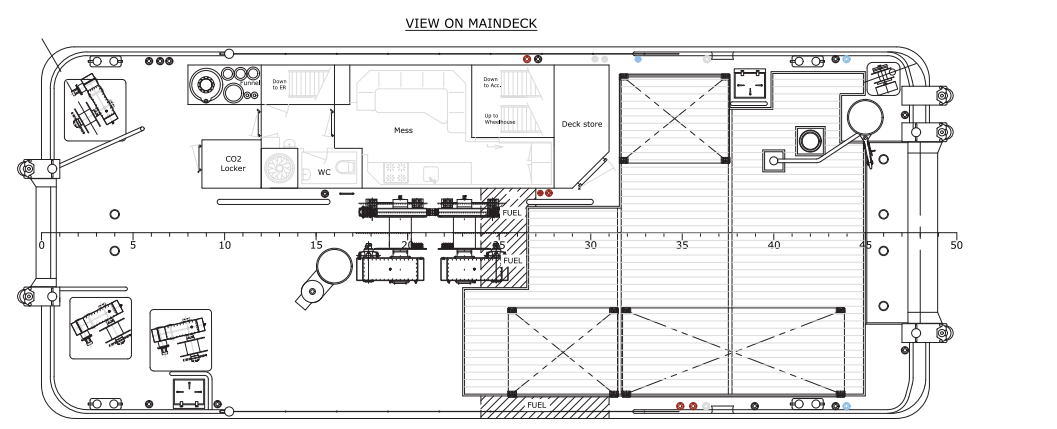 VIEW ON MAINDECK
Funnel
Down
to ER
Down
to Acc.
Up to
Wheelhouse
Mess
Deck store
CO2
Locker
WC
FUEL
0 5 10 15 20 25 30 35 40 45 50
FUEL
FUEL